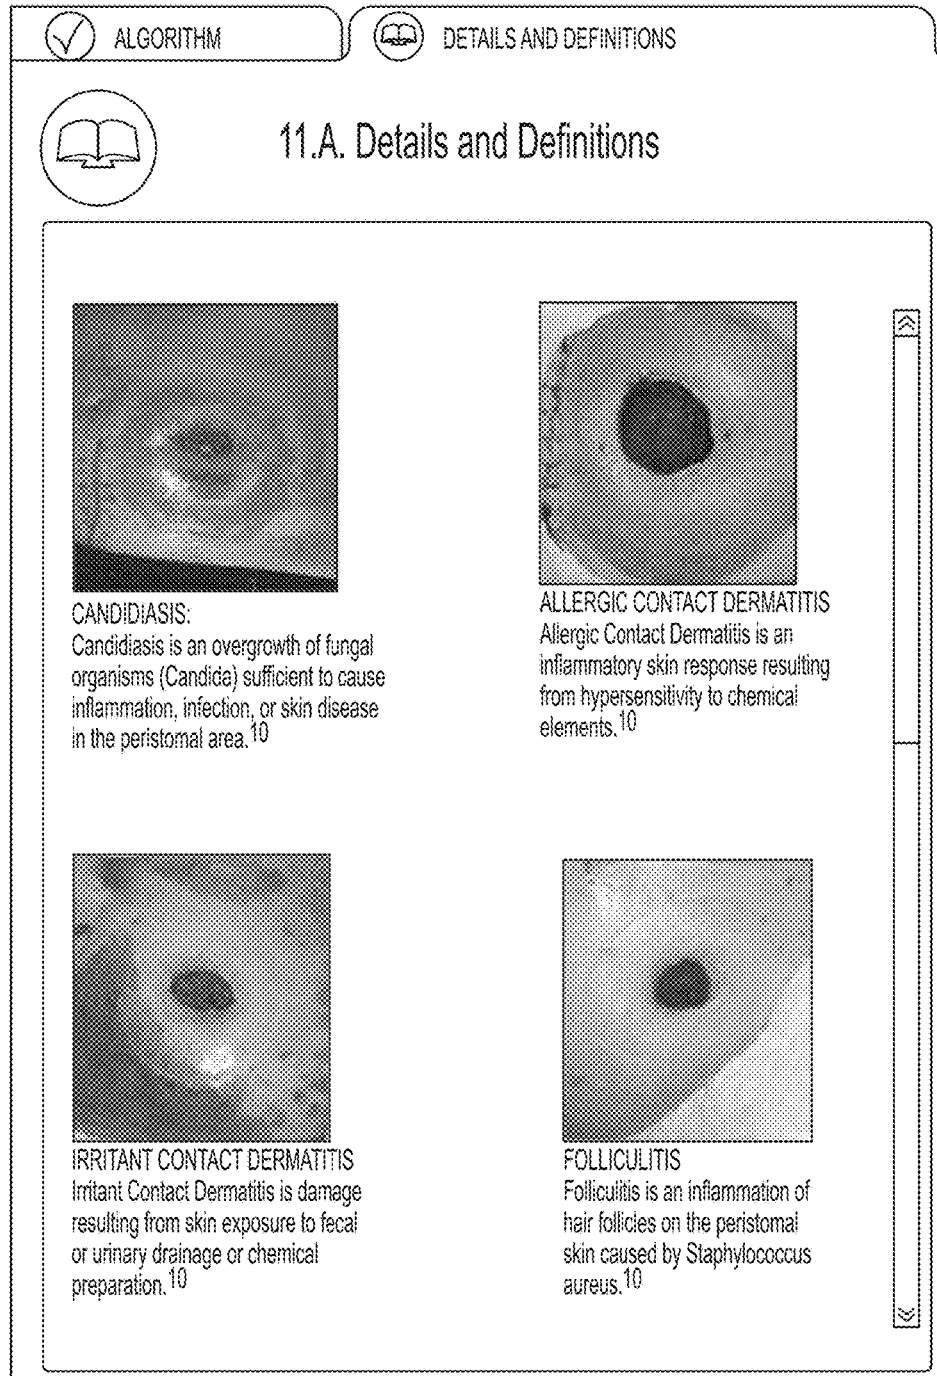 ALGORITHM
DETAILS AND DEFINITIONS
11.A. Details and Definitions
CANDIDIASIS:
Candidiasis is an overgrowth of fungal
organisms (Candida) sufficient to cause
inflammation, infection, or skin disease
in the peristomal area.10
ALLERGIC CONTACT DERMATITIS
Allergic Contact Dermatitis is an
inflammatory skin response resulting
from hypersensitivity to chemical
elements.10
IRRITANT CONTACT DERMATITIS
Irritant Contact Dermatitis is damage
resulting from skin exposure to fecal
or urinary drainage or chemical
preparation.10
FOLLICULITIS
Folliculitis is an inflammation of
hair follicies on the peristomal
skin caused by Staphylococcus
aureus.10